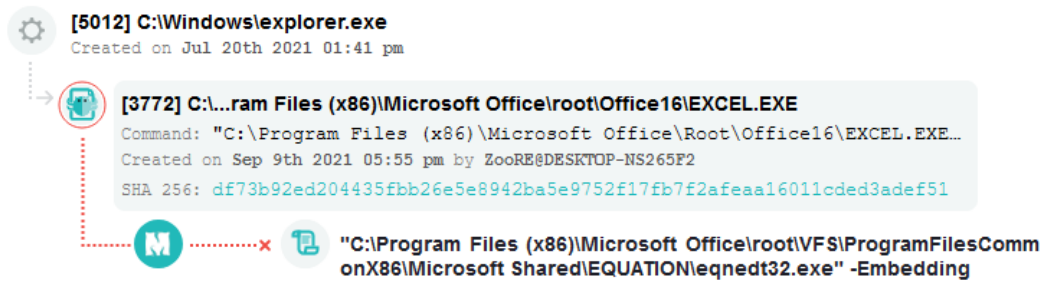 [5012] C:\Windows\explorer.exe
Created on Jul 20th 2021 01:41 pm
[3772] C:\...ram Files (x86)\Microsoft Office\root\Office16\EXCEL.EXE
Command: "C:\Program Files (x86)\Microsoft Office\Root\Office16\EXCEL.EXE…
Created on Sep 9th 2021 05:55 pm by ZooRE@DESKTOP-NS265F2
SHA 256: df73b92ed204435fbb26e5e8942ba5e9752f17fb7f2afeaa16011cded3adef51
M
"C:\Program Files (x86)\Microsoft Office\root\VFS\ProgramFilesComm
onX86\Microsoft Shared\EQUATION\eqnedt32.exe" -Embedding